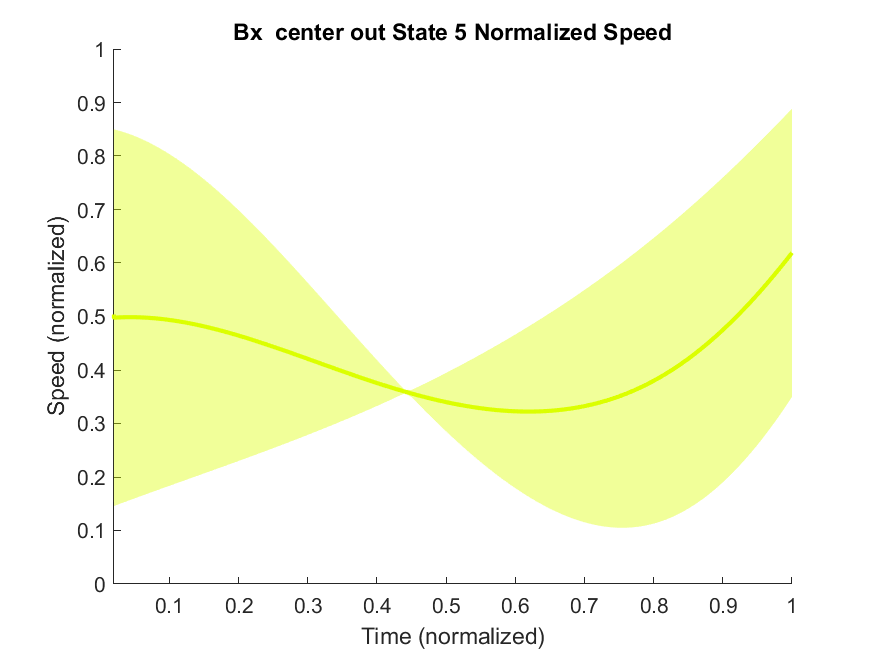 Bx  center out State 5 Normalized Speed
1
0.9
0.8
0.7
0.6
0.5
0.4
0.3
0.2
0.1
0
Speed (normalized)
0.1 0.2 0.3 0.4 0.5 0.6 0.7 0.8 0.9 1
Time (normalized)